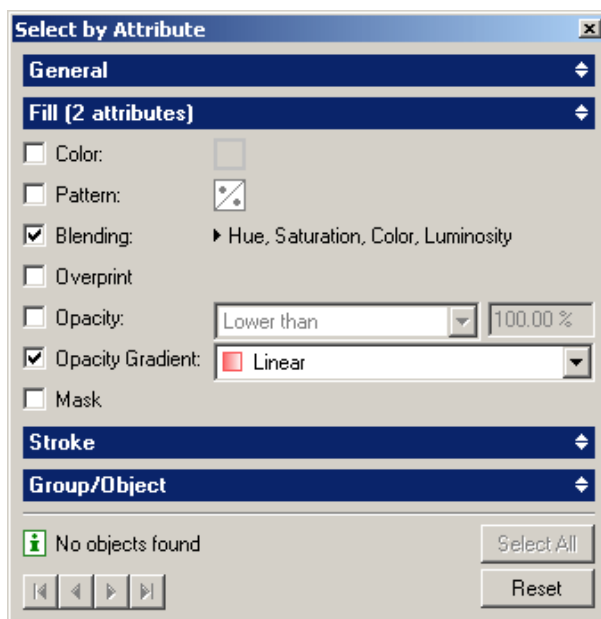 Select by Attribute
General
Fill (2 attributes)
Color:
Pattern:
Blending: Hue, Saturation, Color, Luminosity
Overprint
Opacity: Lower than 100.00 %
Opacity Gradient: Linear
Mask
Stroke
Group/Object
No objects found Select All
Reset